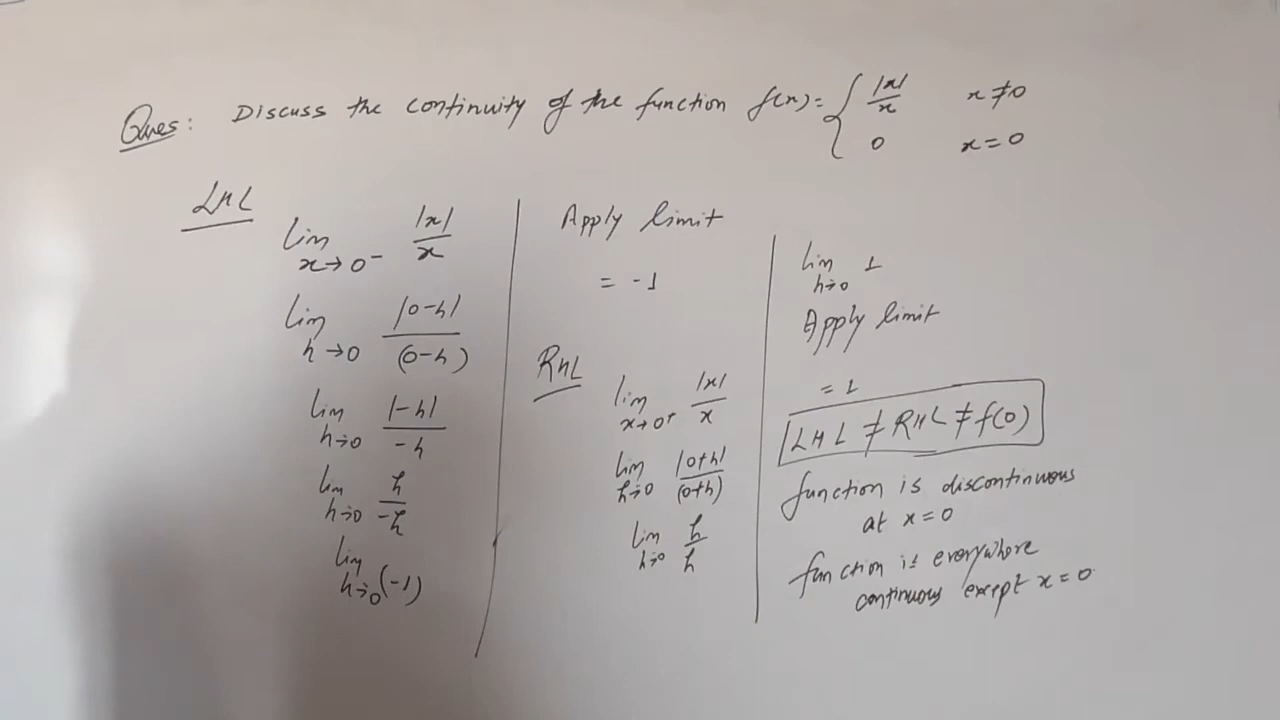 Ques: Discuss the continuity of the function f(x) = { |x|/x x ≠ 0
0 x = 0
LHL
lim x→0⁻ |x|/x
lim h→0 |0-h|/(0-h)
lim h→0 |-h|/-h
lim h→0 h/-h
lim h→0 (-1)
Apply limit
= -1
RHL
lim x→0⁺ |x|/x
lim h→0 |0+h|/(0+h)
lim h→0 h/h
lim h→0 1
Apply limit
= 1
LHL ≠ RHL ≠ f(0)
function is discontinuous
at x=0
function is everywhere
continuous except x=0